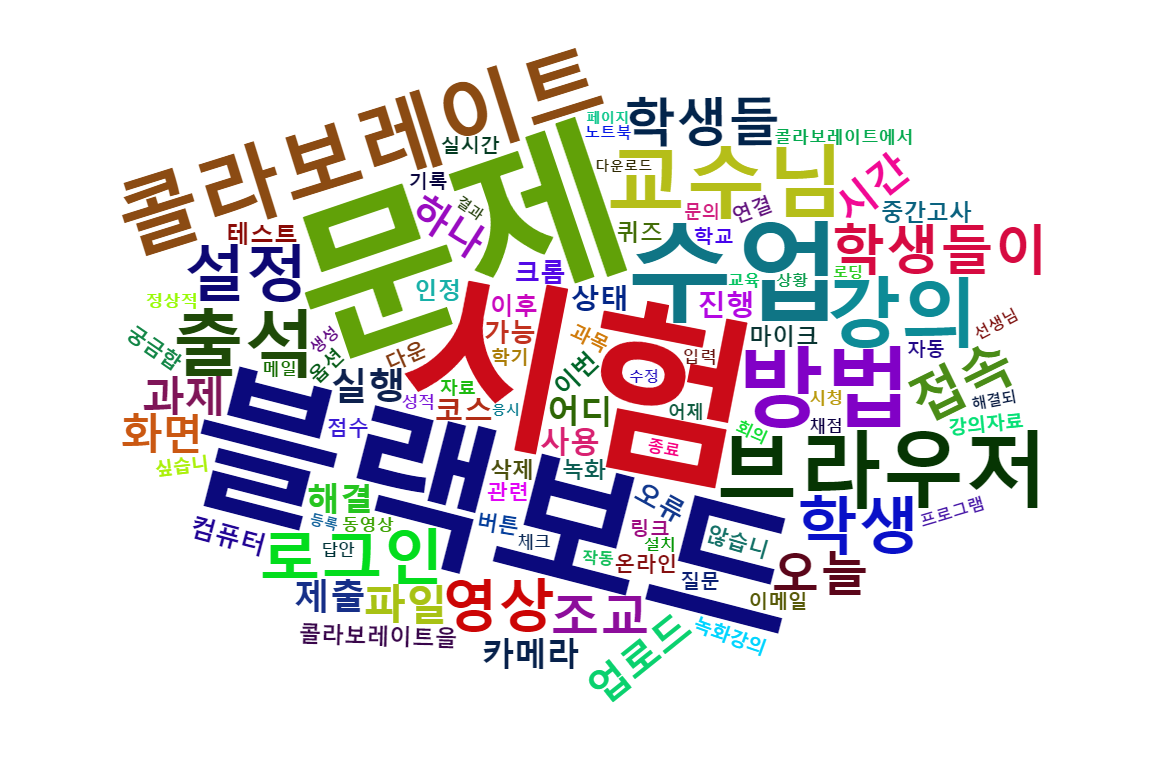 콜라보레이트
문제
시험
블랙보드
수업
교수님
학생들
페이지
노트북
콜라보레이트에서
실시간
다운로드
기록
결과
하나
테스트
설정
시간
문의
연결
중간고사
퀴즈
학교
학생들이
크롬
상태
인정
이후
진행
교육
상황
로딩
강의
정상적
출석
궁금함
생성
옵션
메일
다운
가능
학기
과목
이번
입력
수정
마이크
자동
선생님
방법
접속
시청
해결되
채점
강의자료
과제
실행
자료
성적
코스
응시
어디
어제
회의
화면
점수
사용
종료
브라우저
싶습니
삭제
녹화
해결
관련
오류
학생
프로그램
컴퓨터
등록
동영상
버튼
체크
링크
않습니
설치
답안
로그인
작동
온라인
질문
오늘
이메일
제출
파일
영상
조교
콜라보레이트을
카메라
업로드
녹화강의